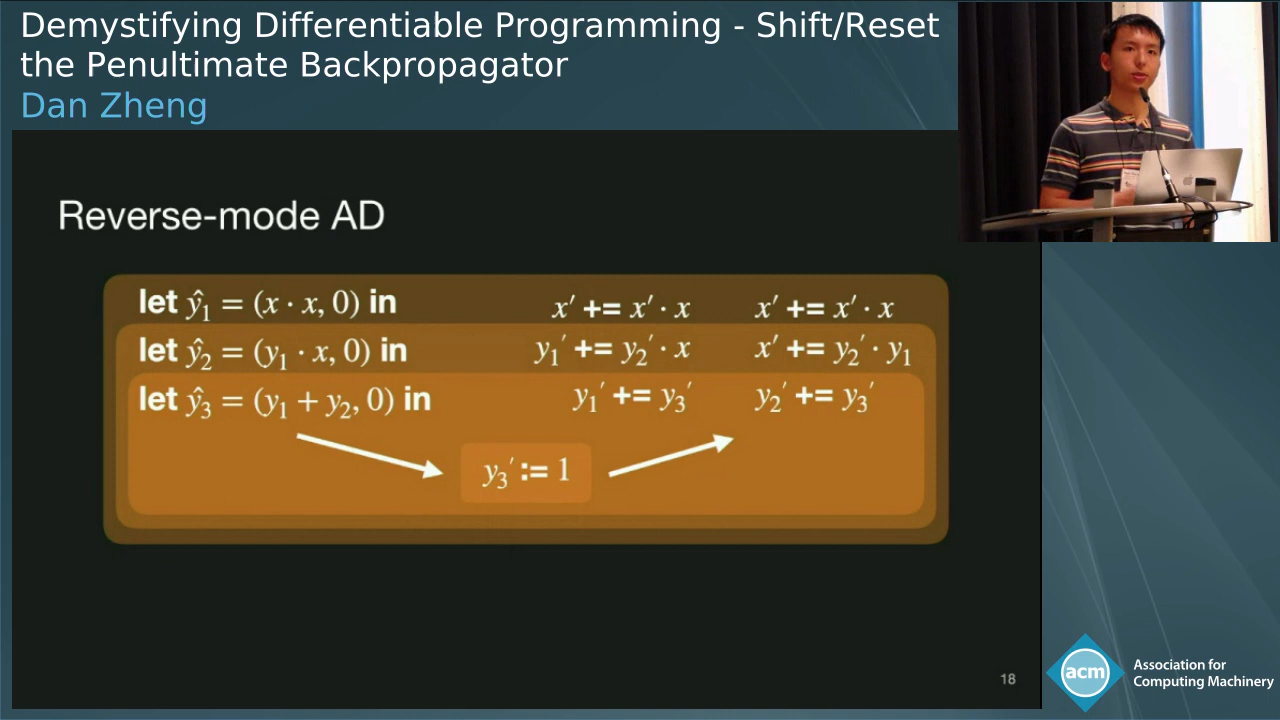 Demystifying Differentiable Programming - Shift/Reset
the Penultimate Backpropagator
Dan Zheng
Reverse-mode AD
let ŷ₁ = (x · x, 0) in x′ += x′ · x x′ += x′ · x
let ŷ₂ = (y₁ · x, 0) in y₁′ += y₂′ · x x′ += y₂′ · y₁
let ŷ₃ = (y₁ + y₂, 0) in y₁′ += y₃′ y₂′ += y₃′
y₃′ := 1
18
acm
Association for
Computing Machinery